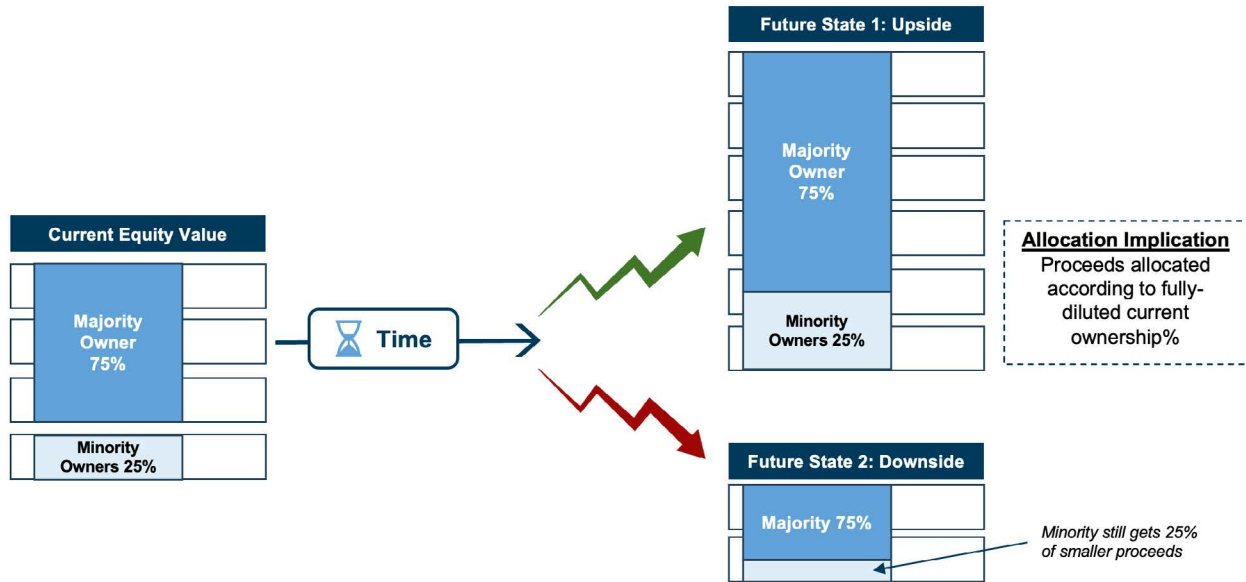 Current Equity Value
Majority
Owner
75%
Minority
Owners 25%
Time
Future State 1: Upside
Majority
Owner
75%
Minority
Owners 25%
Allocation Implication
Proceeds allocated
according to fully-
diluted current
ownership%
Future State 2: Downside
Majority 75%
Minority still gets 25%
of smaller proceeds